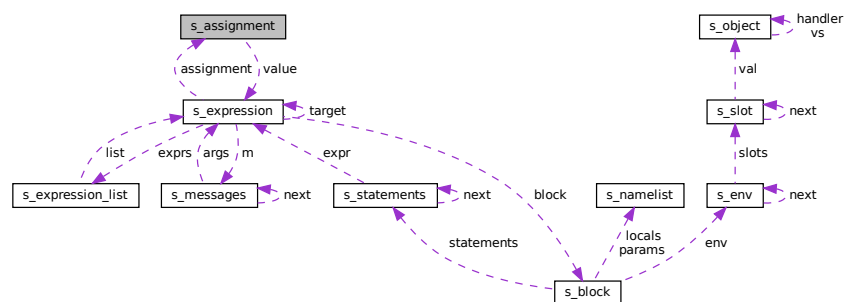 s_assignment
s_object
handler
vs
assignment
value
val
s_expression
target
s_slot
next
list
exprs
args
m
expr
block
slots
s_expression_list
s_messages
next
s_statements
next
s_namelist
s_env
next
statements
locals
params
env
s_block